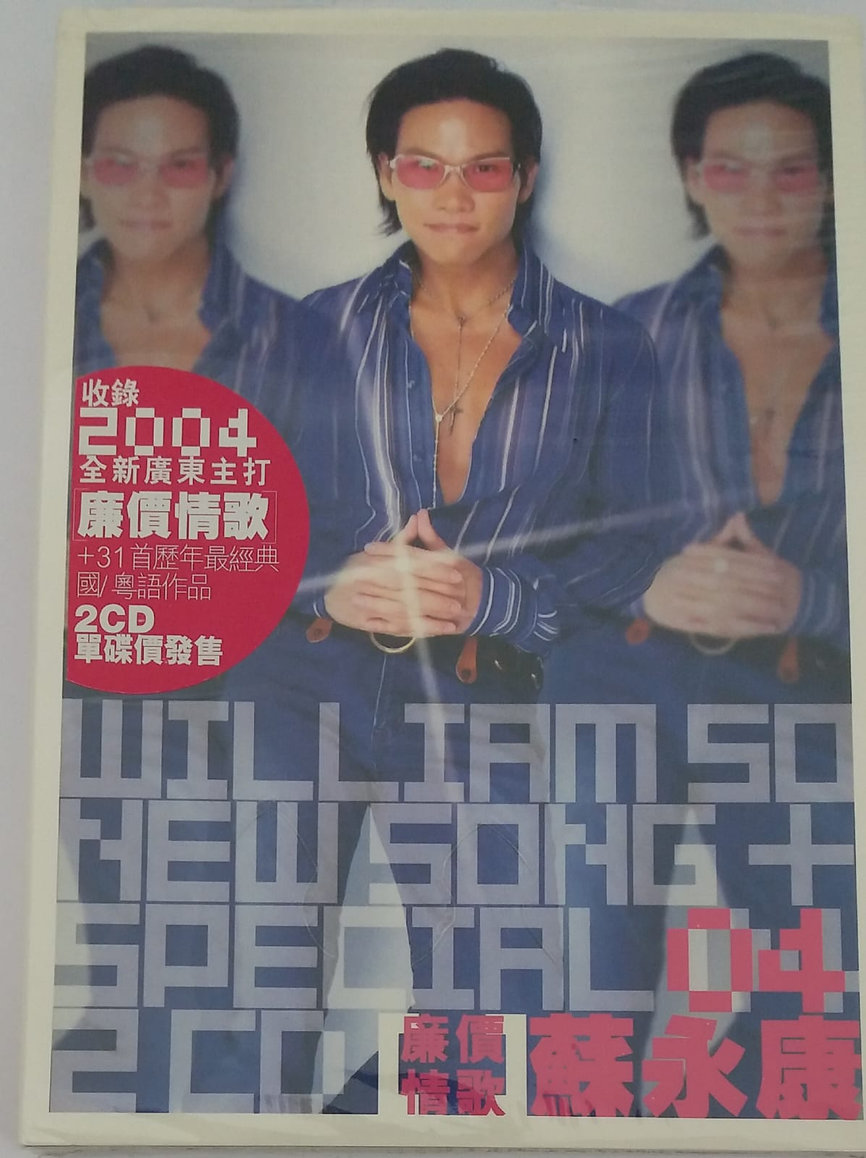 收錄
2004
全新廣東主打
「廉價情歌」
+31首歷年最經典
國/粵語作品
2CD
單碟價發售
WILLIAM SO
NEW SONG +
SPECIAL 04
2CD
廉價
情歌
蘇永康